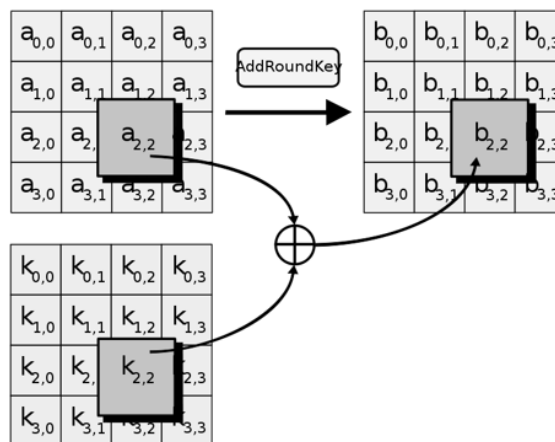 a0,0 a0,1 a0,2 a0,3
AddRoundKey
b0,0 b0,1 b0,2 b0,3
a1,0 a1,1 a1,2 a1,3
b1,0 b1,1 b1,2 b1,3
a2,0 a2, a2,2 2,3
b2,0 b2, b2,2 2,3
a3,0 a3,1 a3,2 a3,3
b3,0 b3,1 b3,2 b3,3
k0,0 k0,1 k0,2 k0,3
k1,0 k1,1 k1,2 k1,3
k2,0 k2, k2,2 2,3
k3,0 k3,1 k3,2 k3,3